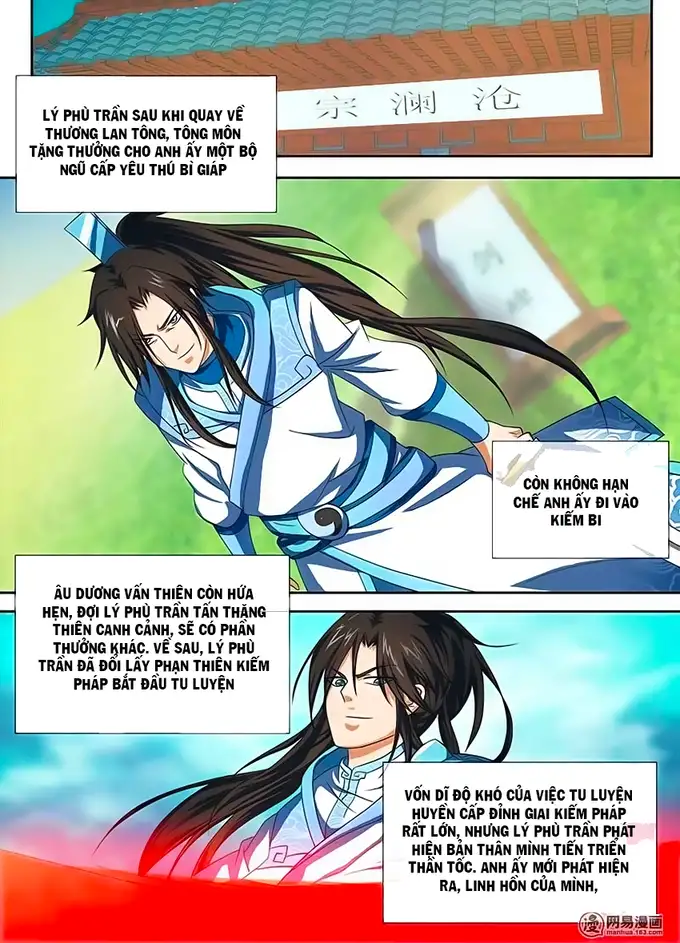 宗澜沧
LÝ PHÙ TRẦN SAU KHI QUAY VỀ
THƯƠNG LAN TÔNG, TÔNG MÔN
TẶNG THƯỞNG CHO ANH ẤY MỘT BỘ
NGŨ CẤP YÊU THÚ BÌ GIÁP
CÒN KHÔNG HẠN
CHẾ ANH ẤY ĐI VÀO
KIẾM BI
ÂU DƯƠNG VẤN THIÊN CÒN HỨA
HẸN, ĐỢI LÝ PHÙ TRẦN TẤN THĂNG
THIÊN CANH CẢNH, SẼ CÓ PHẦN
THƯỞNG KHÁC. VỀ SAU, LÝ PHÙ
TRẦN ĐÃ ĐỔI LẤY PHẠN THIÊN KIẾM
PHÁP BẮT ĐẦU TU LUYỆN
VỐN DĨ ĐỘ KHÓ CỦA VIỆC TU LUYỆN
HUYỀN CẤP ĐỈNH GIAI KIẾM PHÁP
RẤT LỚN, NHƯNG LÝ PHÙ TRẦN PHÁT
HIỆN BẢN THÂN MÌNH TIẾN TRIỂN
THẦN TỐC. ANH ẤY MỚI PHÁT HIỆN
RA, LINH HỒN CỦA MÌNH,
漫 网易漫画
manhua.163.com